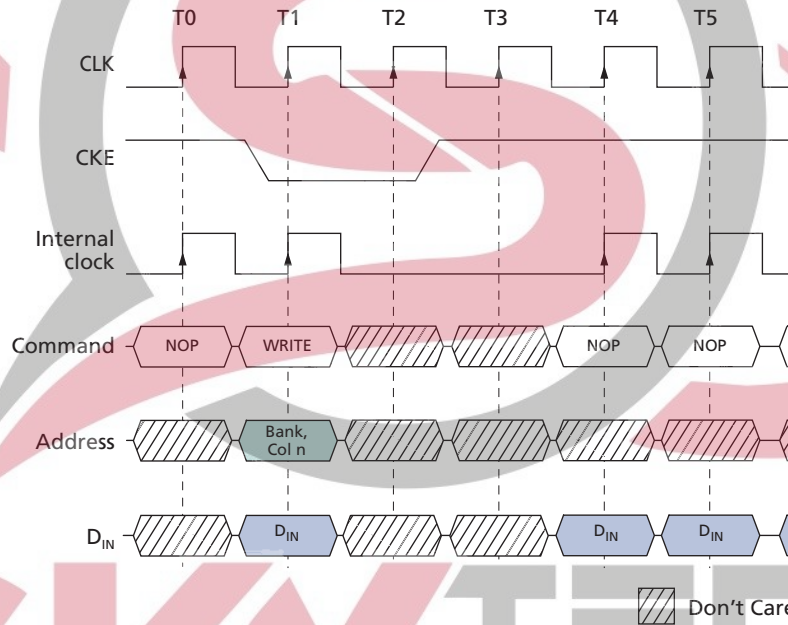 T0 T1 T2 T3 T4 T5
CLK
CKE
Internal
clock
Command NOP WRITE NOP NOP
Address Bank,
Col n
DIN DIN DIN DIN
Don't Care